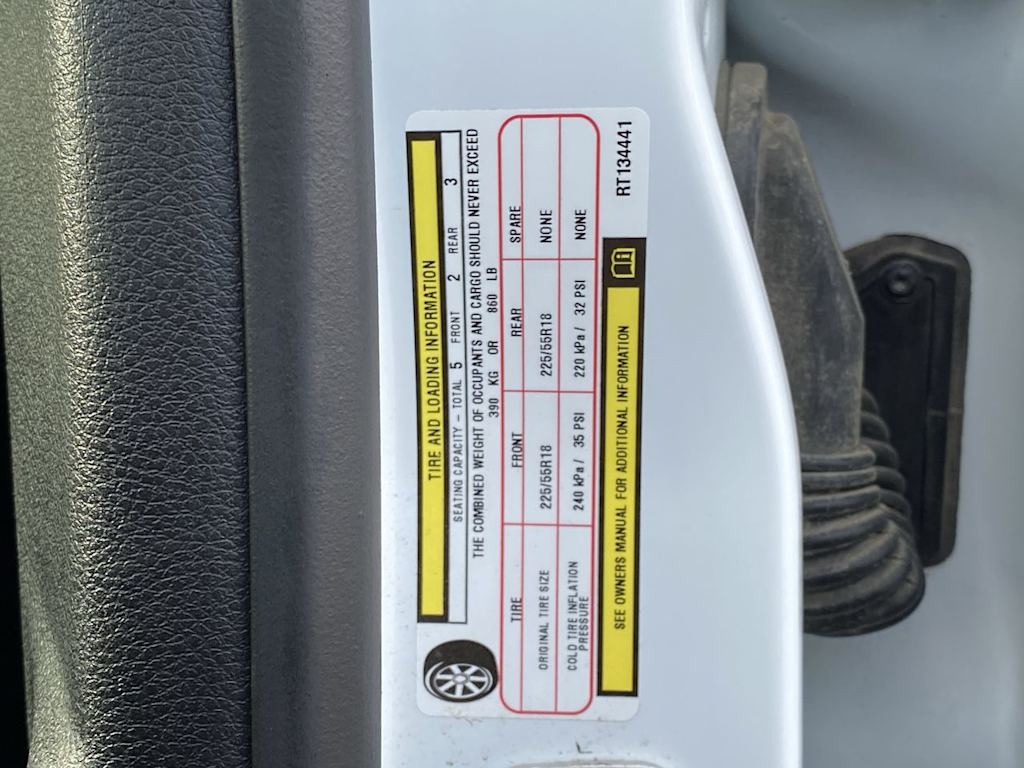 TIRE AND LOADING INFORMATION
SEATING CAPACITY – TOTAL 5 FRONT 2 REAR 3
THE COMBINED WEIGHT OF OCCUPANTS AND CARGO SHOULD NEVER EXCEED
390 KG OR 860 LB
TIRE FRONT REAR SPARE
ORIGINAL TIRE SIZE 225/55R18 225/55R18 NONE
COLD TIRE INFLATION PRESSURE 240 kPa / 35 PSI 220 kPa / 32 PSI NONE
SEE OWNERS MANUAL FOR ADDITIONAL INFORMATION
RT134441